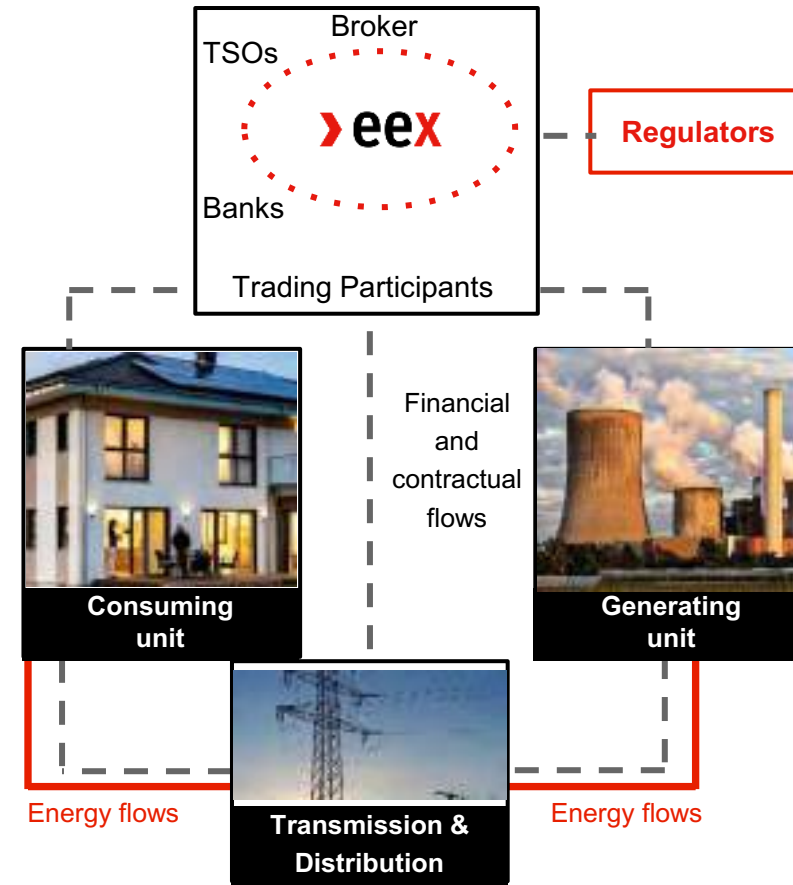 Broker
TSOs
eex
Regulators
Banks
Trading Participants
Financial
and
contractual
flows
Consuming
unit
Generating
unit
Energy flows
Energy flows
Transmission &
Distribution